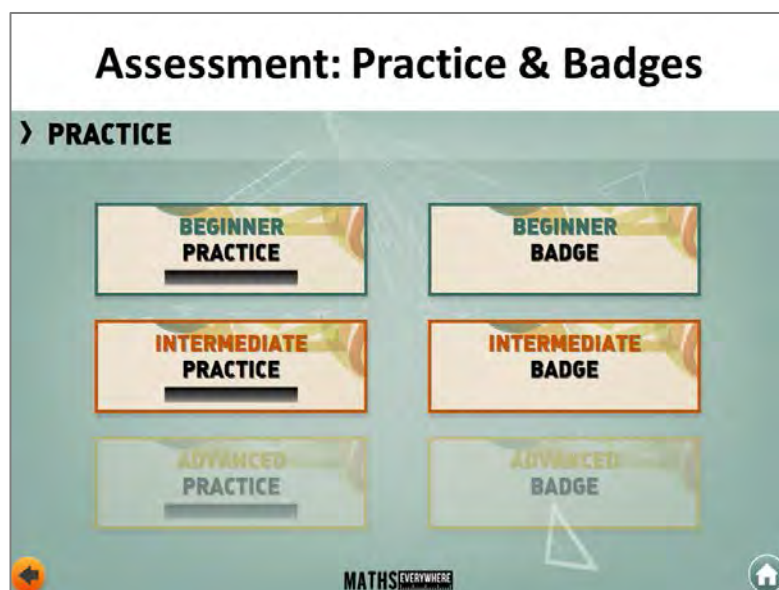 Assessment: Practice & Badges
PRACTICE
BEGINNER
PRACTICE
BEGINNER
BADGE
INTERMEDIATE
PRACTICE
INTERMEDIATE
BADGE
ADVANCED
PRACTICE
ADVANCED
BADGE
MATHS EVERYWHERE